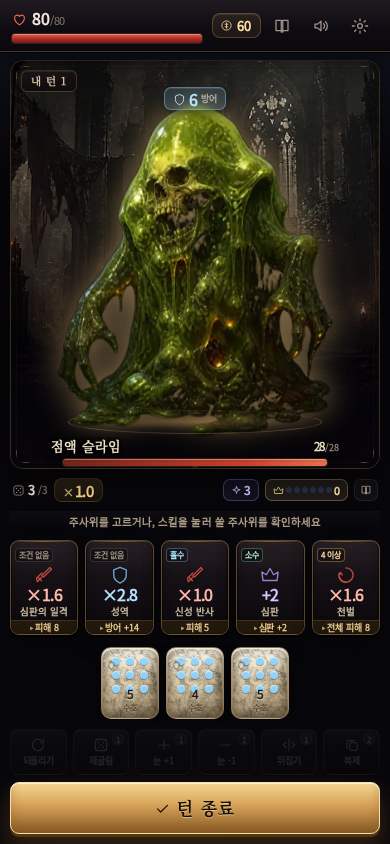 80/80
60
내 턴 1
6 방어
점액 슬라임
28/28
3/3
×1.0
3
0
주사위를 고르거나, 스킬을 눌러 쓸 주사위를 확인하세요
조건 없음
×1.6
심판의 일격
▸피해 8
조건 없음
×2.8
성역
▸방어 +14
홀수
×1.0
신성 반사
▸피해 5
소수
+2
심판
▸심판 +2
4 이상
×1.6
천벌
▸전체 피해 8
5
4
5
되돌리기
재굴림
1
눈 +1
1
눈 -1
1
뒤집기
1
복제
2
턴 종료